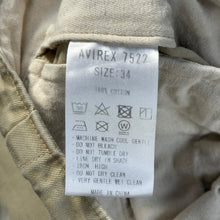 AVIREX 7522
SIZE:34
100% COTTON
- MACHINE WASH COOL GENTLE
- DO NOT BLEACH
- DO NOT TUMBLE DRY
- LINE DRY IN SHADE
- IRON, HIGH
- DO NOT DRY CLEAN
- VERY GENTLE WET CLEAN
MADE IN CHINA